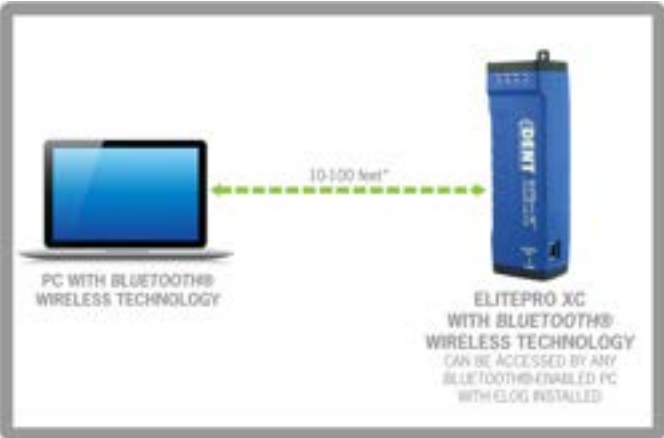 10-100 feet*
DENT
PC WITH BLUETOOTH®
WIRELESS TECHNOLOGY
ELITEPRO XC
WITH BLUETOOTH®
WIRELESS TECHNOLOGY
CAN BE ACCESSED BY ANY
BLUETOOTH®-ENABLED PC
WITH ELOG INSTALLED